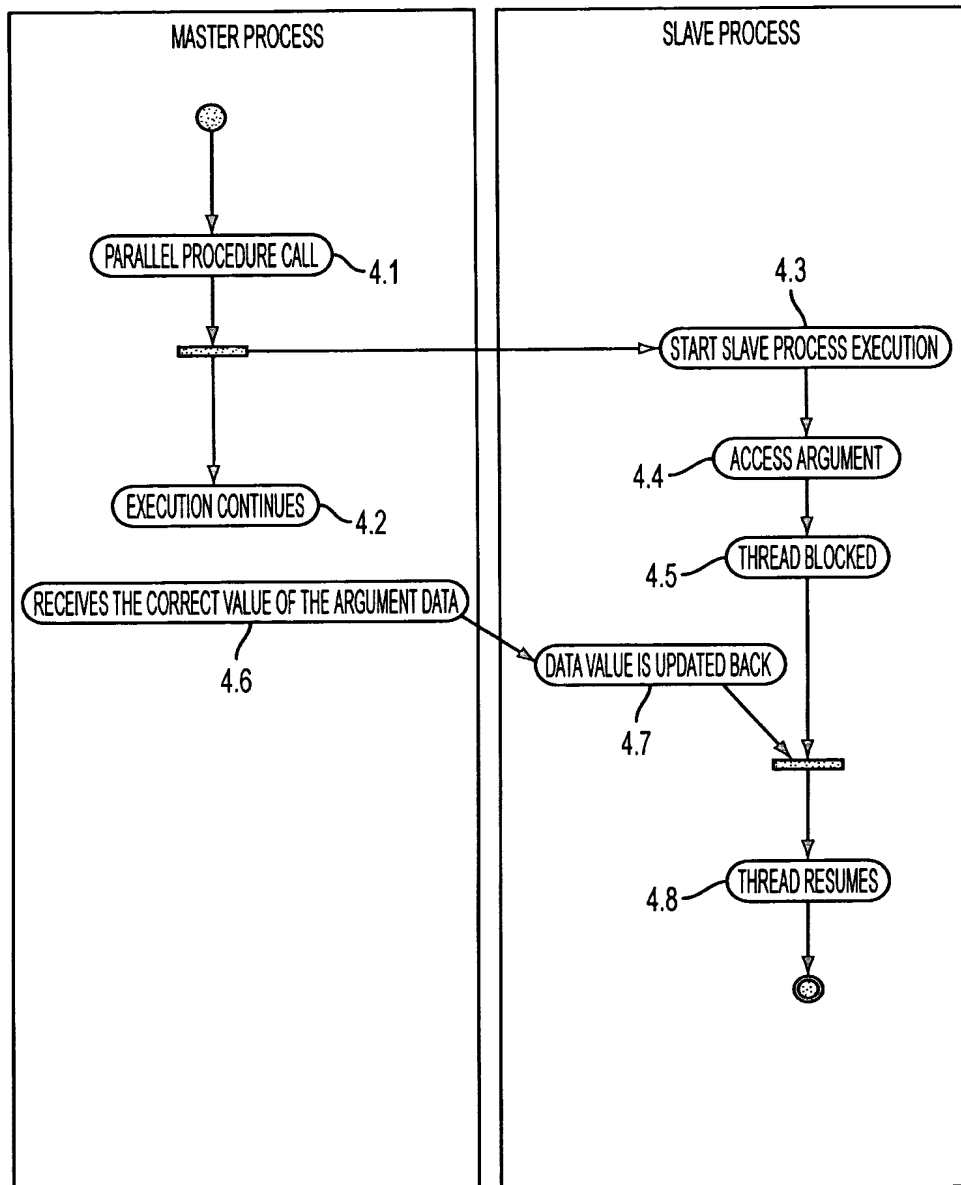 MASTER PROCESS
SLAVE PROCESS
PARALLEL PROCEDURE CALL
4.1
4.3
START SLAVE PROCESS EXECUTION
ACCESS ARGUMENT
4.4
EXECUTION CONTINUES
4.2
THREAD BLOCKED
4.5
RECEIVES THE CORRECT VALUE OF THE ARGUMENT DATA
4.6
DATA VALUE IS UPDATED BACK
4.7
THREAD RESUMES
4.8